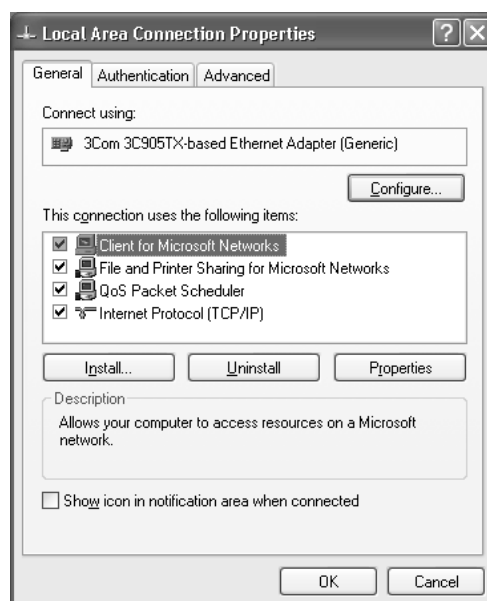 Local Area Connection Properties
General Authentication Advanced
Connect using:
3Com 3C905TX-based Ethernet Adapter (Generic)
Configure...
This connection uses the following items:
Client for Microsoft Networks
File and Printer Sharing for Microsoft Networks
QoS Packet Scheduler
Internet Protocol (TCP/IP)
Install... Uninstall Properties
Description
Allows your computer to access resources on a Microsoft
network.
Show icon in notification area when connected
OK Cancel